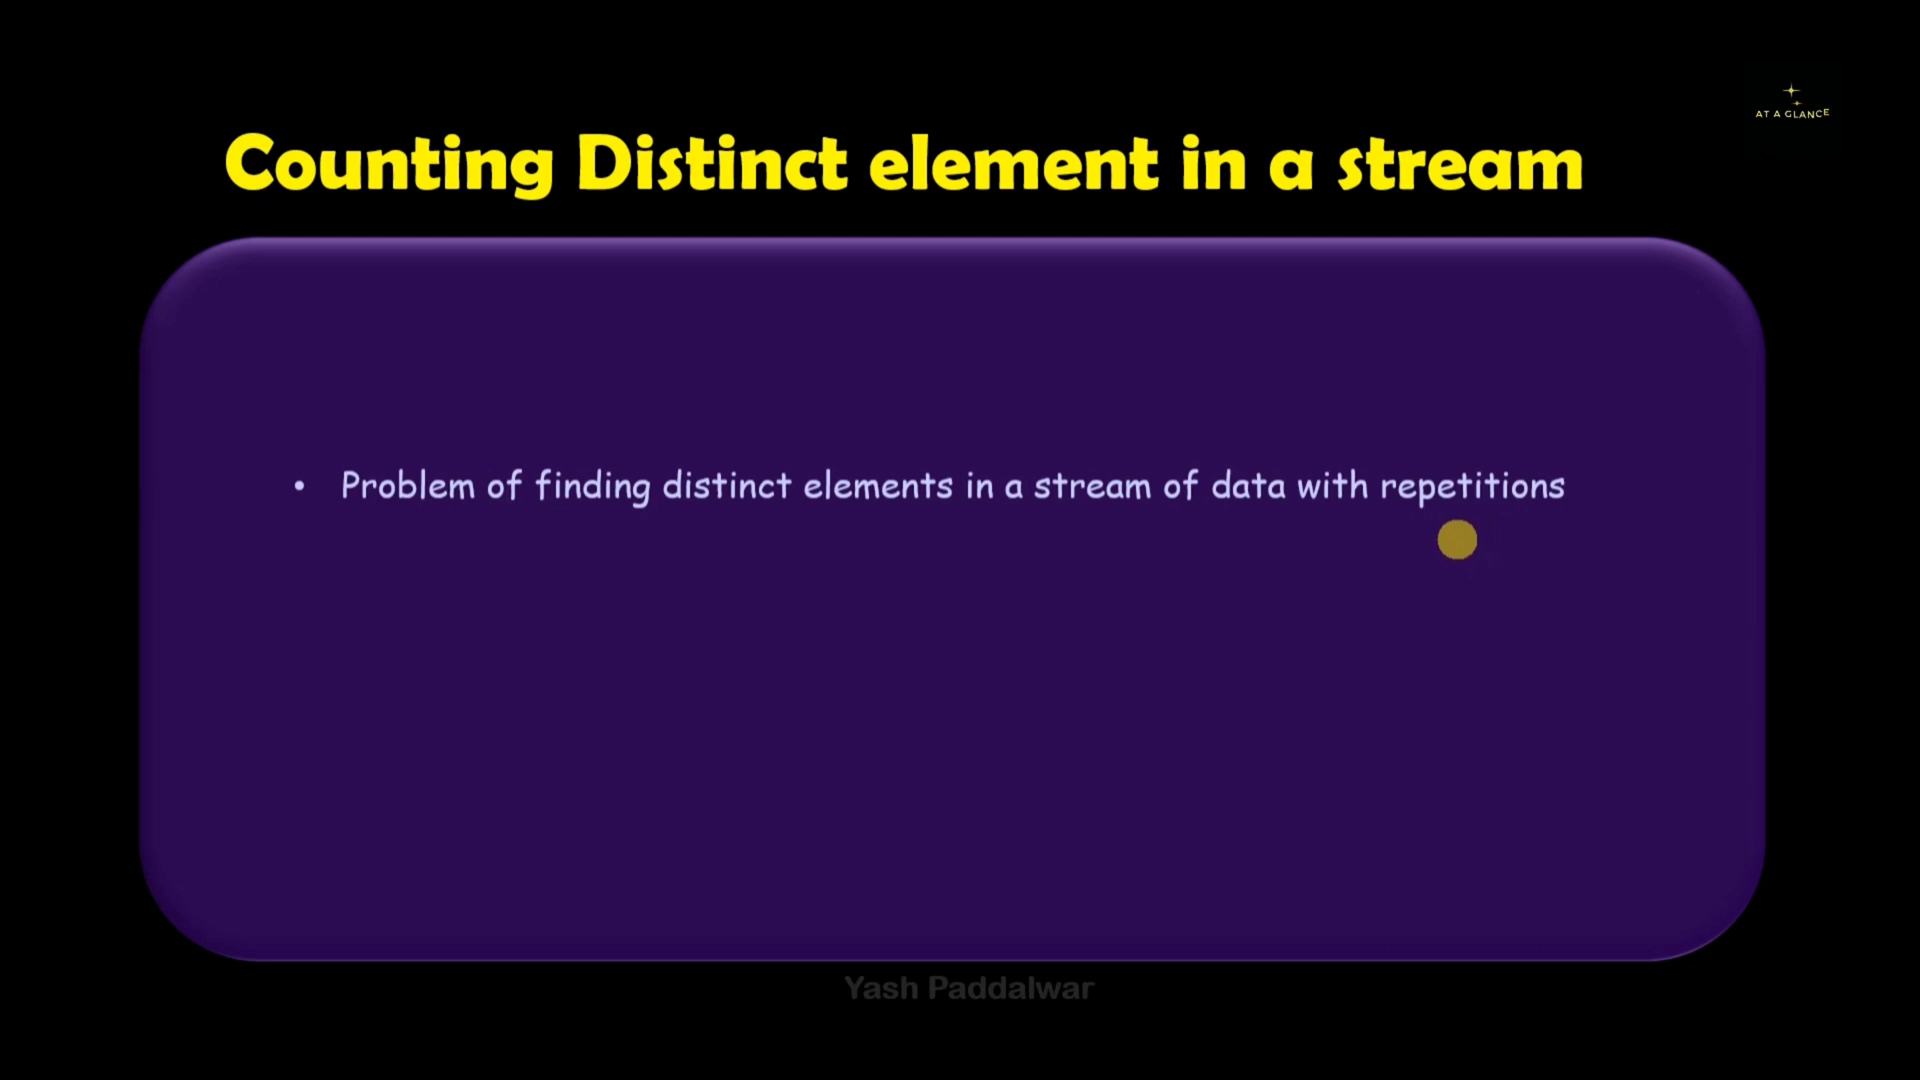 AT A GLANCE
Counting Distinct element in a stream
• Problem of finding distinct elements in a stream of data with repetitions
Yash Paddalwar